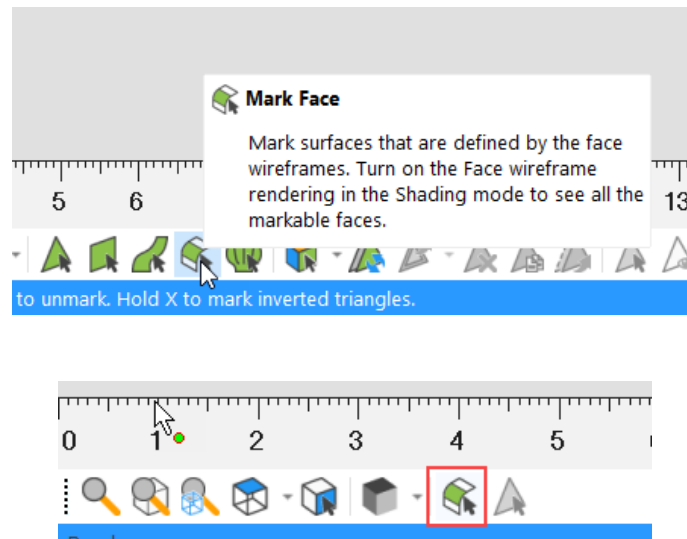 Mark Face
Mark surfaces that are defined by the face
wireframes. Turn on the Face wireframe
rendering in the Shading mode to see all the
markable faces.
5 6 13
to unmark. Hold X to mark inverted triangles.
0 1 2 3 4 5